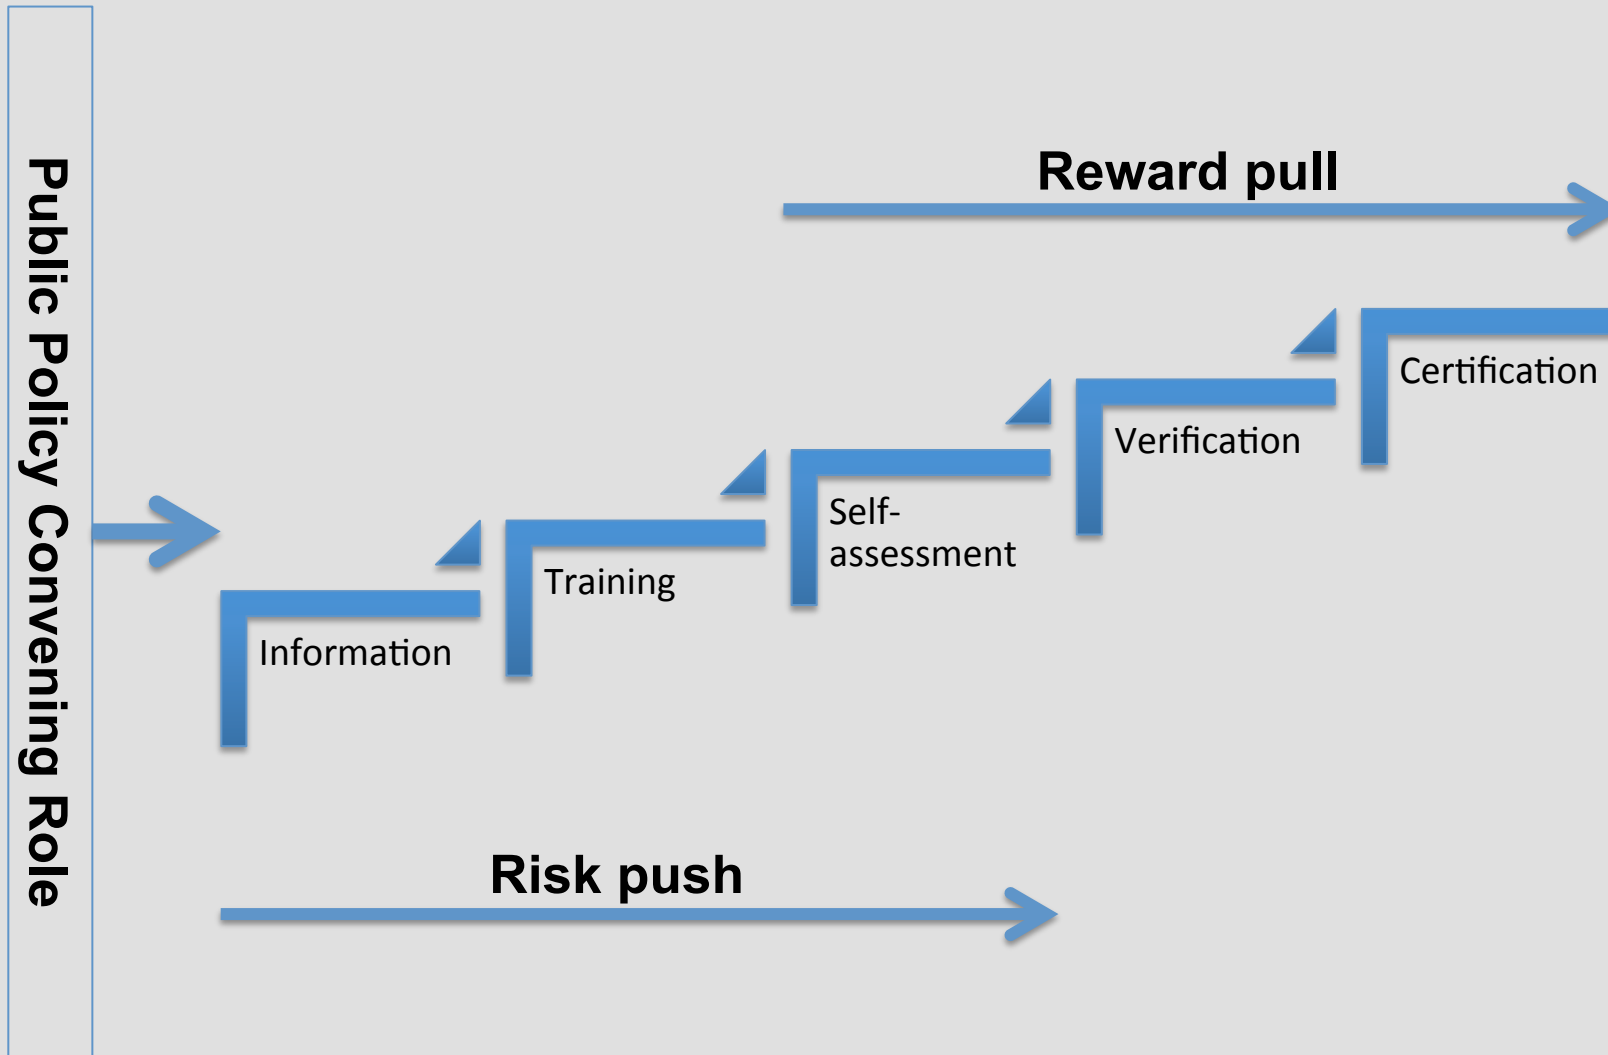 Public Policy Convening Role
Reward pull
Certification
Verification
Self-
assessment
Training
Information
Risk push